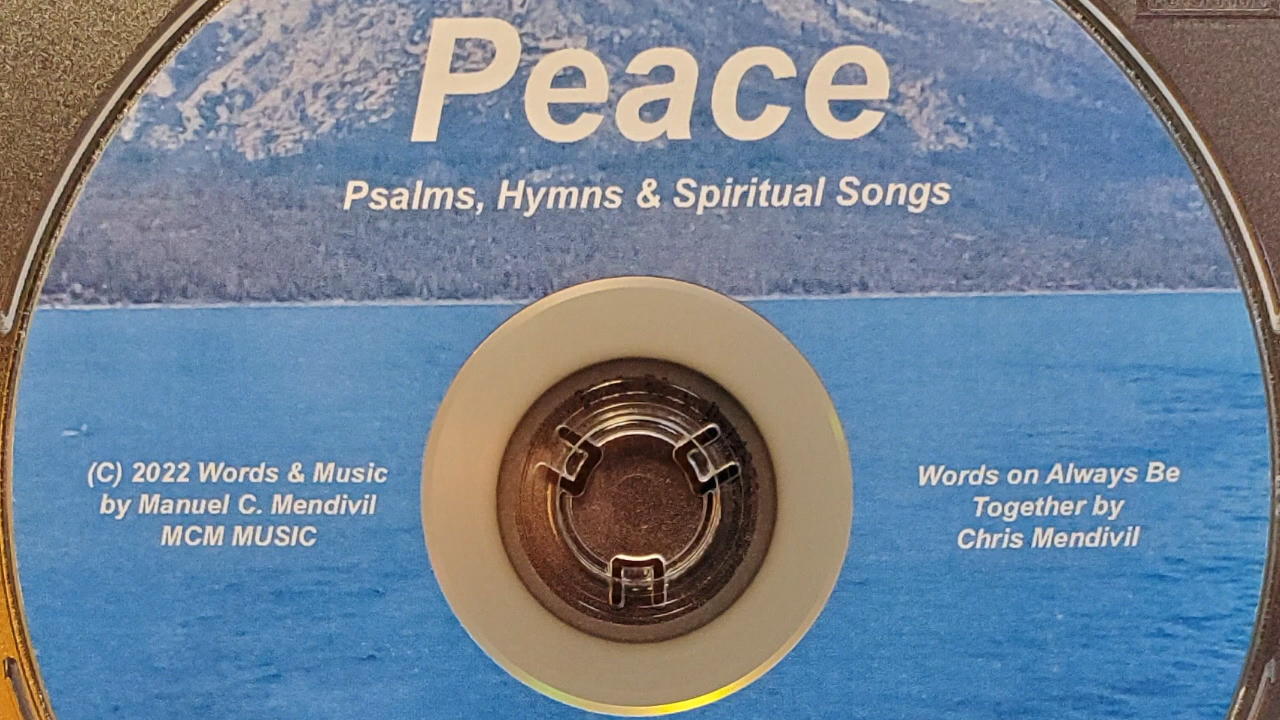 Peace
Psalms, Hymns & Spiritual Songs
(C) 2022 Words & Music
by Manuel C. Mendivil
MCM MUSIC
Words on Always Be
Together by
Chris Mendivil